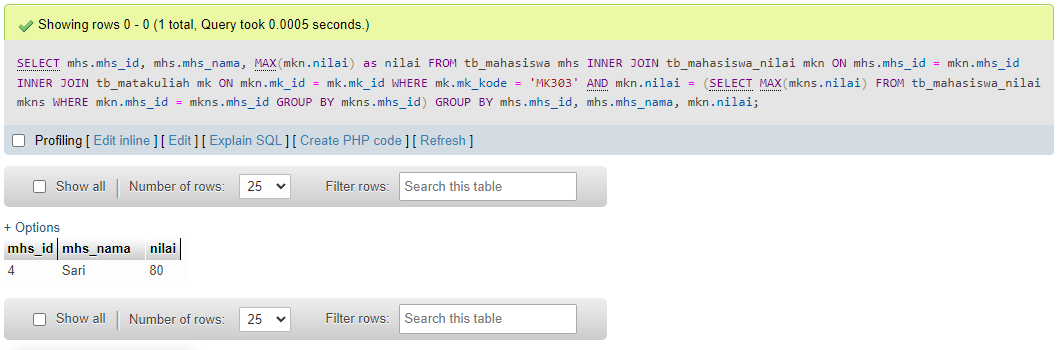 Showing rows 0 - 0 (1 total, Query took 0.0005 seconds.)
SELECT mhs.mhs_id, mhs.mhs_nama, MAX(mkn.nilai) as nilai FROM tb_mahasiswa mhs INNER JOIN tb_mahasiswa_nilai mkn ON mhs.mhs_id = mkn.mhs_id
INNER JOIN tb_matakuliah mk ON mkn.mk_id = mk.mk_id WHERE mk.mk_kode = 'MK303' AND mkn.nilai = (SELECT MAX(mkns.nilai) FROM tb_mahasiswa_nilai
mkns WHERE mkn.mhs_id = mkns.mhs_id GROUP BY mkns.mhs_id) GROUP BY mhs.mhs_id, mhs.mhs_nama, mkn.nilai;
Profiling [ Edit inline ] [ Edit ] [ Explain SQL ] [ Create PHP code ] [ Refresh ]
Show all Number of rows: 25 Filter rows: Search this table
+ Options
mhs_id mhs_nama nilai
4 Sari 80
Show all Number of rows: 25 Filter rows: Search this table